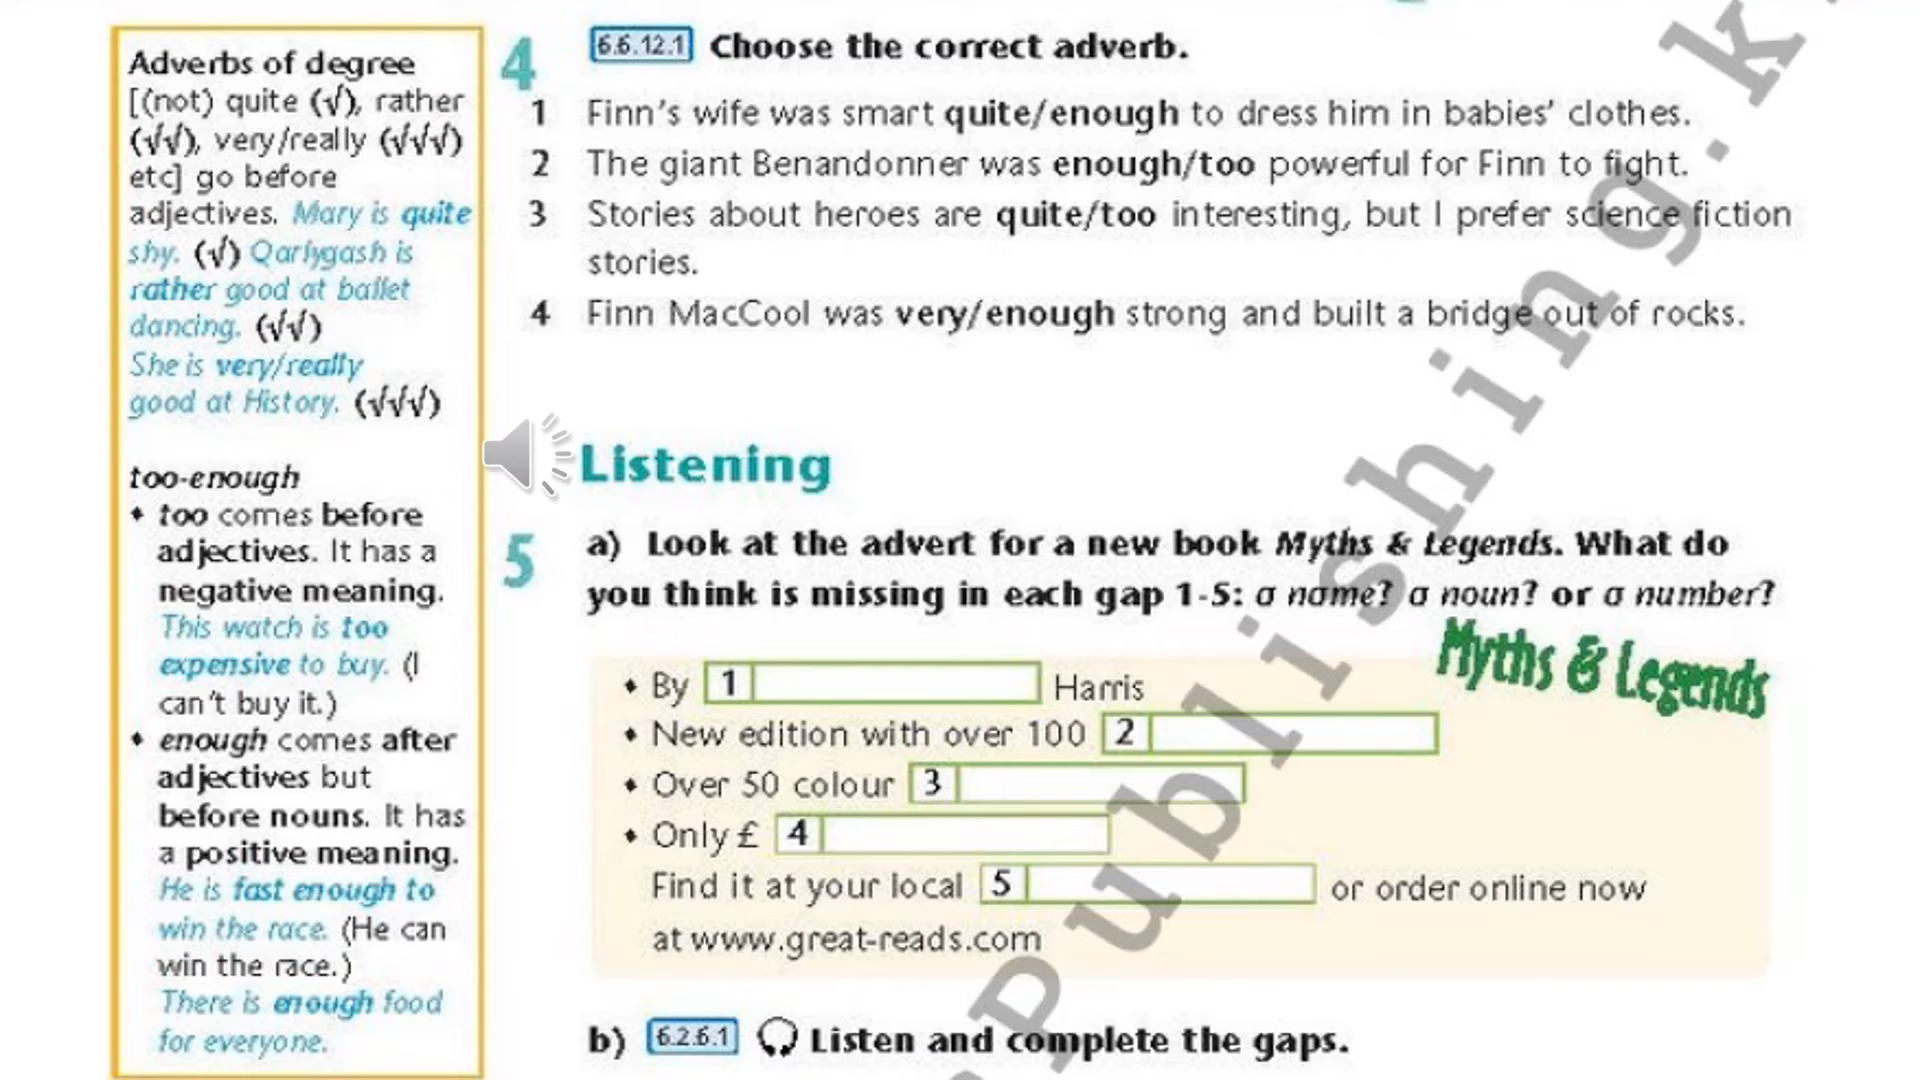 Adverbs of degree
[(not) quite (√), rather
(√√), very/really (√√√)
etc] go before
adjectives. Mary is quite
shy. (√) Qarlygash is
rather good at ballet
dancing. (√√)
She is very/really
good at History. (√√√)
too-enough
• too comes before
adjectives. It has a
negative meaning.
This watch is too
expensive to buy. (I
can't buy it.)
• enough comes after
adjectives but
before nouns. It has
a positive meaning.
He is fast enough to
win the race. (He can
win the race.)
There is enough food
for everyone.
4 6.6.12.1 Choose the correct adverb.
1 Finn's wife was smart quite/enough to dress him in babies' clothes.
2 The giant Benandonner was enough/too powerful for Finn to fight.
3 Stories about heroes are quite/too interesting, but I prefer science fiction
stories.
4 Finn MacCool was very/enough strong and built a bridge out of rocks.
Listening
5 a) Look at the advert for a new book Myths & Legends. What do
you think is missing in each gap 1-5: a name? a noun? or a number?
Myths & Legends
• By 1 Harris
• New edition with over 100 2
• Over 50 colour 3
• Only £ 4
Find it at your local 5 or order online now
at www.great-reads.com
b) 6.2.6.1 Listen and complete the gaps.
Publishing.k